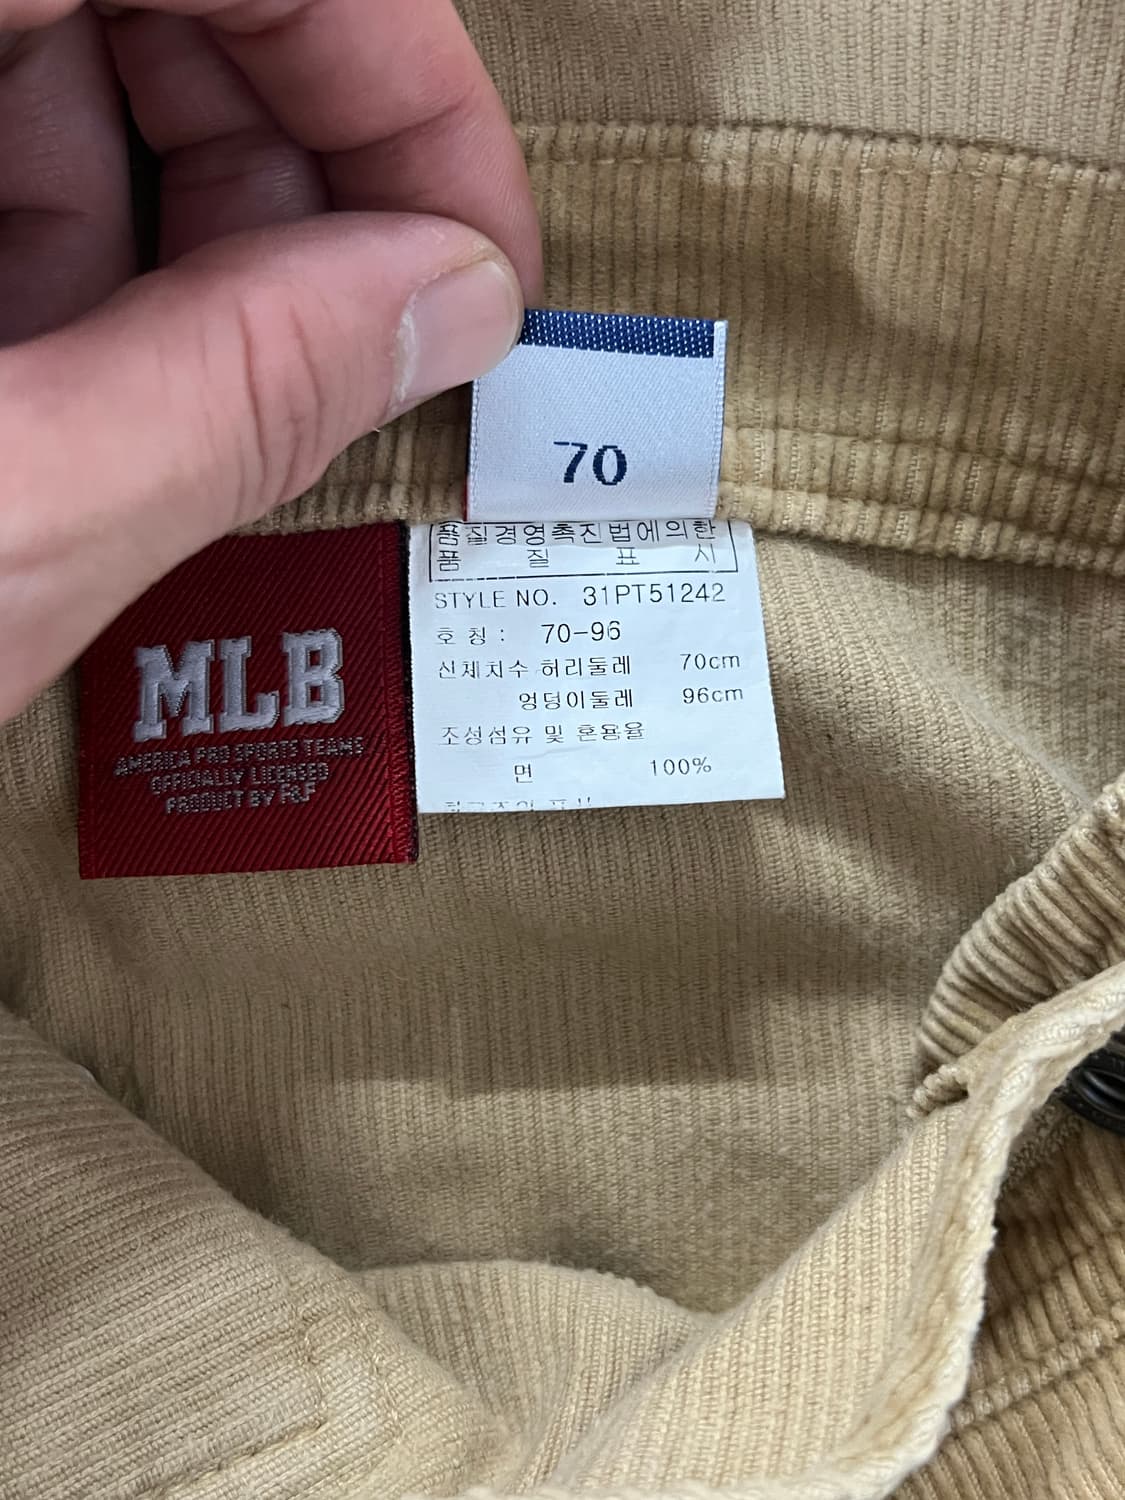 70
품질경영촉진법에의한
품 질 표 시
STYLE NO. 31PT51242
호 칭 : 70-96
신체치수 허리둘레 70cm
엉덩이둘레 96cm
조성섬유 및 혼용율
면 100%
MLB
AMERICA PRO SPORTS TEAMS
OFFICIALLY LICENSED
PRODUCT BY F&F